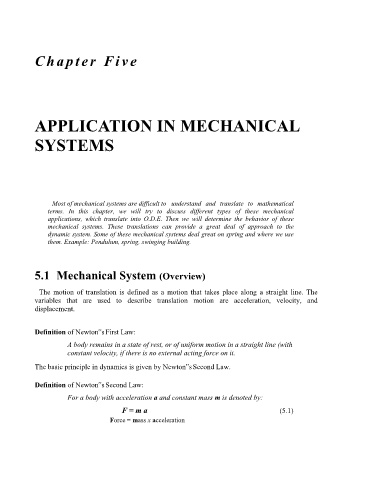 Chapter Five
APPLICATION IN MECHANICAL
SYSTEMS
Most of mechanical systems are difficult to understand and translate to mathematical
terms. In this chapter, we will try to discuss different types of these mechanical
applications, which translate into O.D.E. Then we will determine the behavior of these
mechanical systems. These translations can provide a great deal of approach to the
dynamic system. Some of these mechanical systems deal great on spring and where we use
them. Example: Pendulum, spring, swinging building.
5.1 Mechanical System (Overview)
The motion of translation is defined as a motion that takes place along a straight line. The
variables that are used to describe translation motion are acceleration, velocity, and
displacement.
Definition of Newton"s First Law:
A body remains in a state of rest, or of uniform motion in a straight line (with
constant velocity, if there is no external acting force on it.
The basic principle in dynamics is given by Newton"s Second Law.
Definition of Newton"s Second Law:
For a body with acceleration a and constant mass m is denoted by:
F = m a (5.1)
Force = mass x acceleration